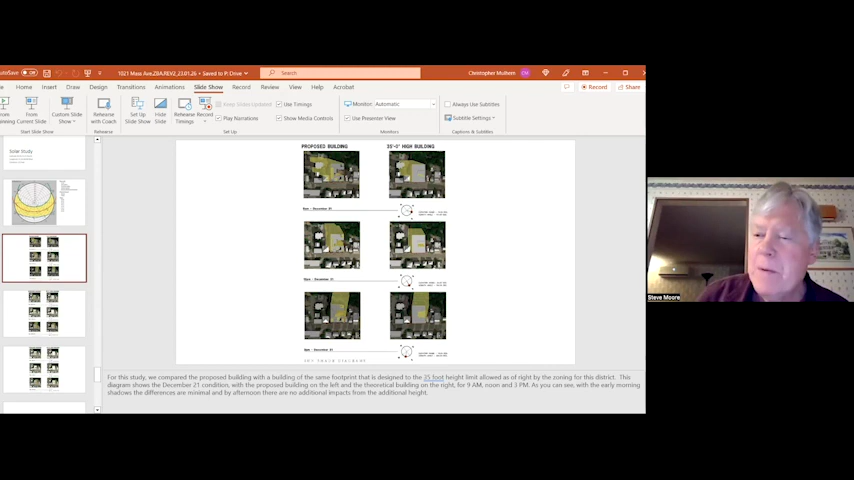 AutoSave Off
1021 Mass Ave.ZBA.REV2_23.01.26 • Saved to P: Drive
Search
Christopher Mulhern
CM
Home Insert Draw Design Transitions Animations Slide Show Record Review View Help Acrobat
Record Share
From
Current Slide
Custom Slide
Show
Rehearse
with Coach
Set Up
Slide Show
Hide
Slide
Rehearse
Timings
Record
Keep Slides Updated
Play Narrations
Use Timings
Show Media Controls
Monitor: Automatic
Use Presenter View
Always Use Subtitles
Subtitle Settings
Start Slide Show Rehearse Set Up Monitors Captions & Subtitles
Solar Study
PROPOSED BUILDING 35'-0" HIGH BUILDING
For this study, we compared the proposed building with a building of the same footprint that is designed to the 35 foot height limit allowed as of right by the zoning for this district. This
diagram shows the December 21 condition, with the proposed building on the left and the theoretical building on the right, for 9 AM, noon and 3 PM. As you can see, with the early morning
shadows the differences are minimal and by afternoon there are no additional impacts from the additional height.
Steve Moore